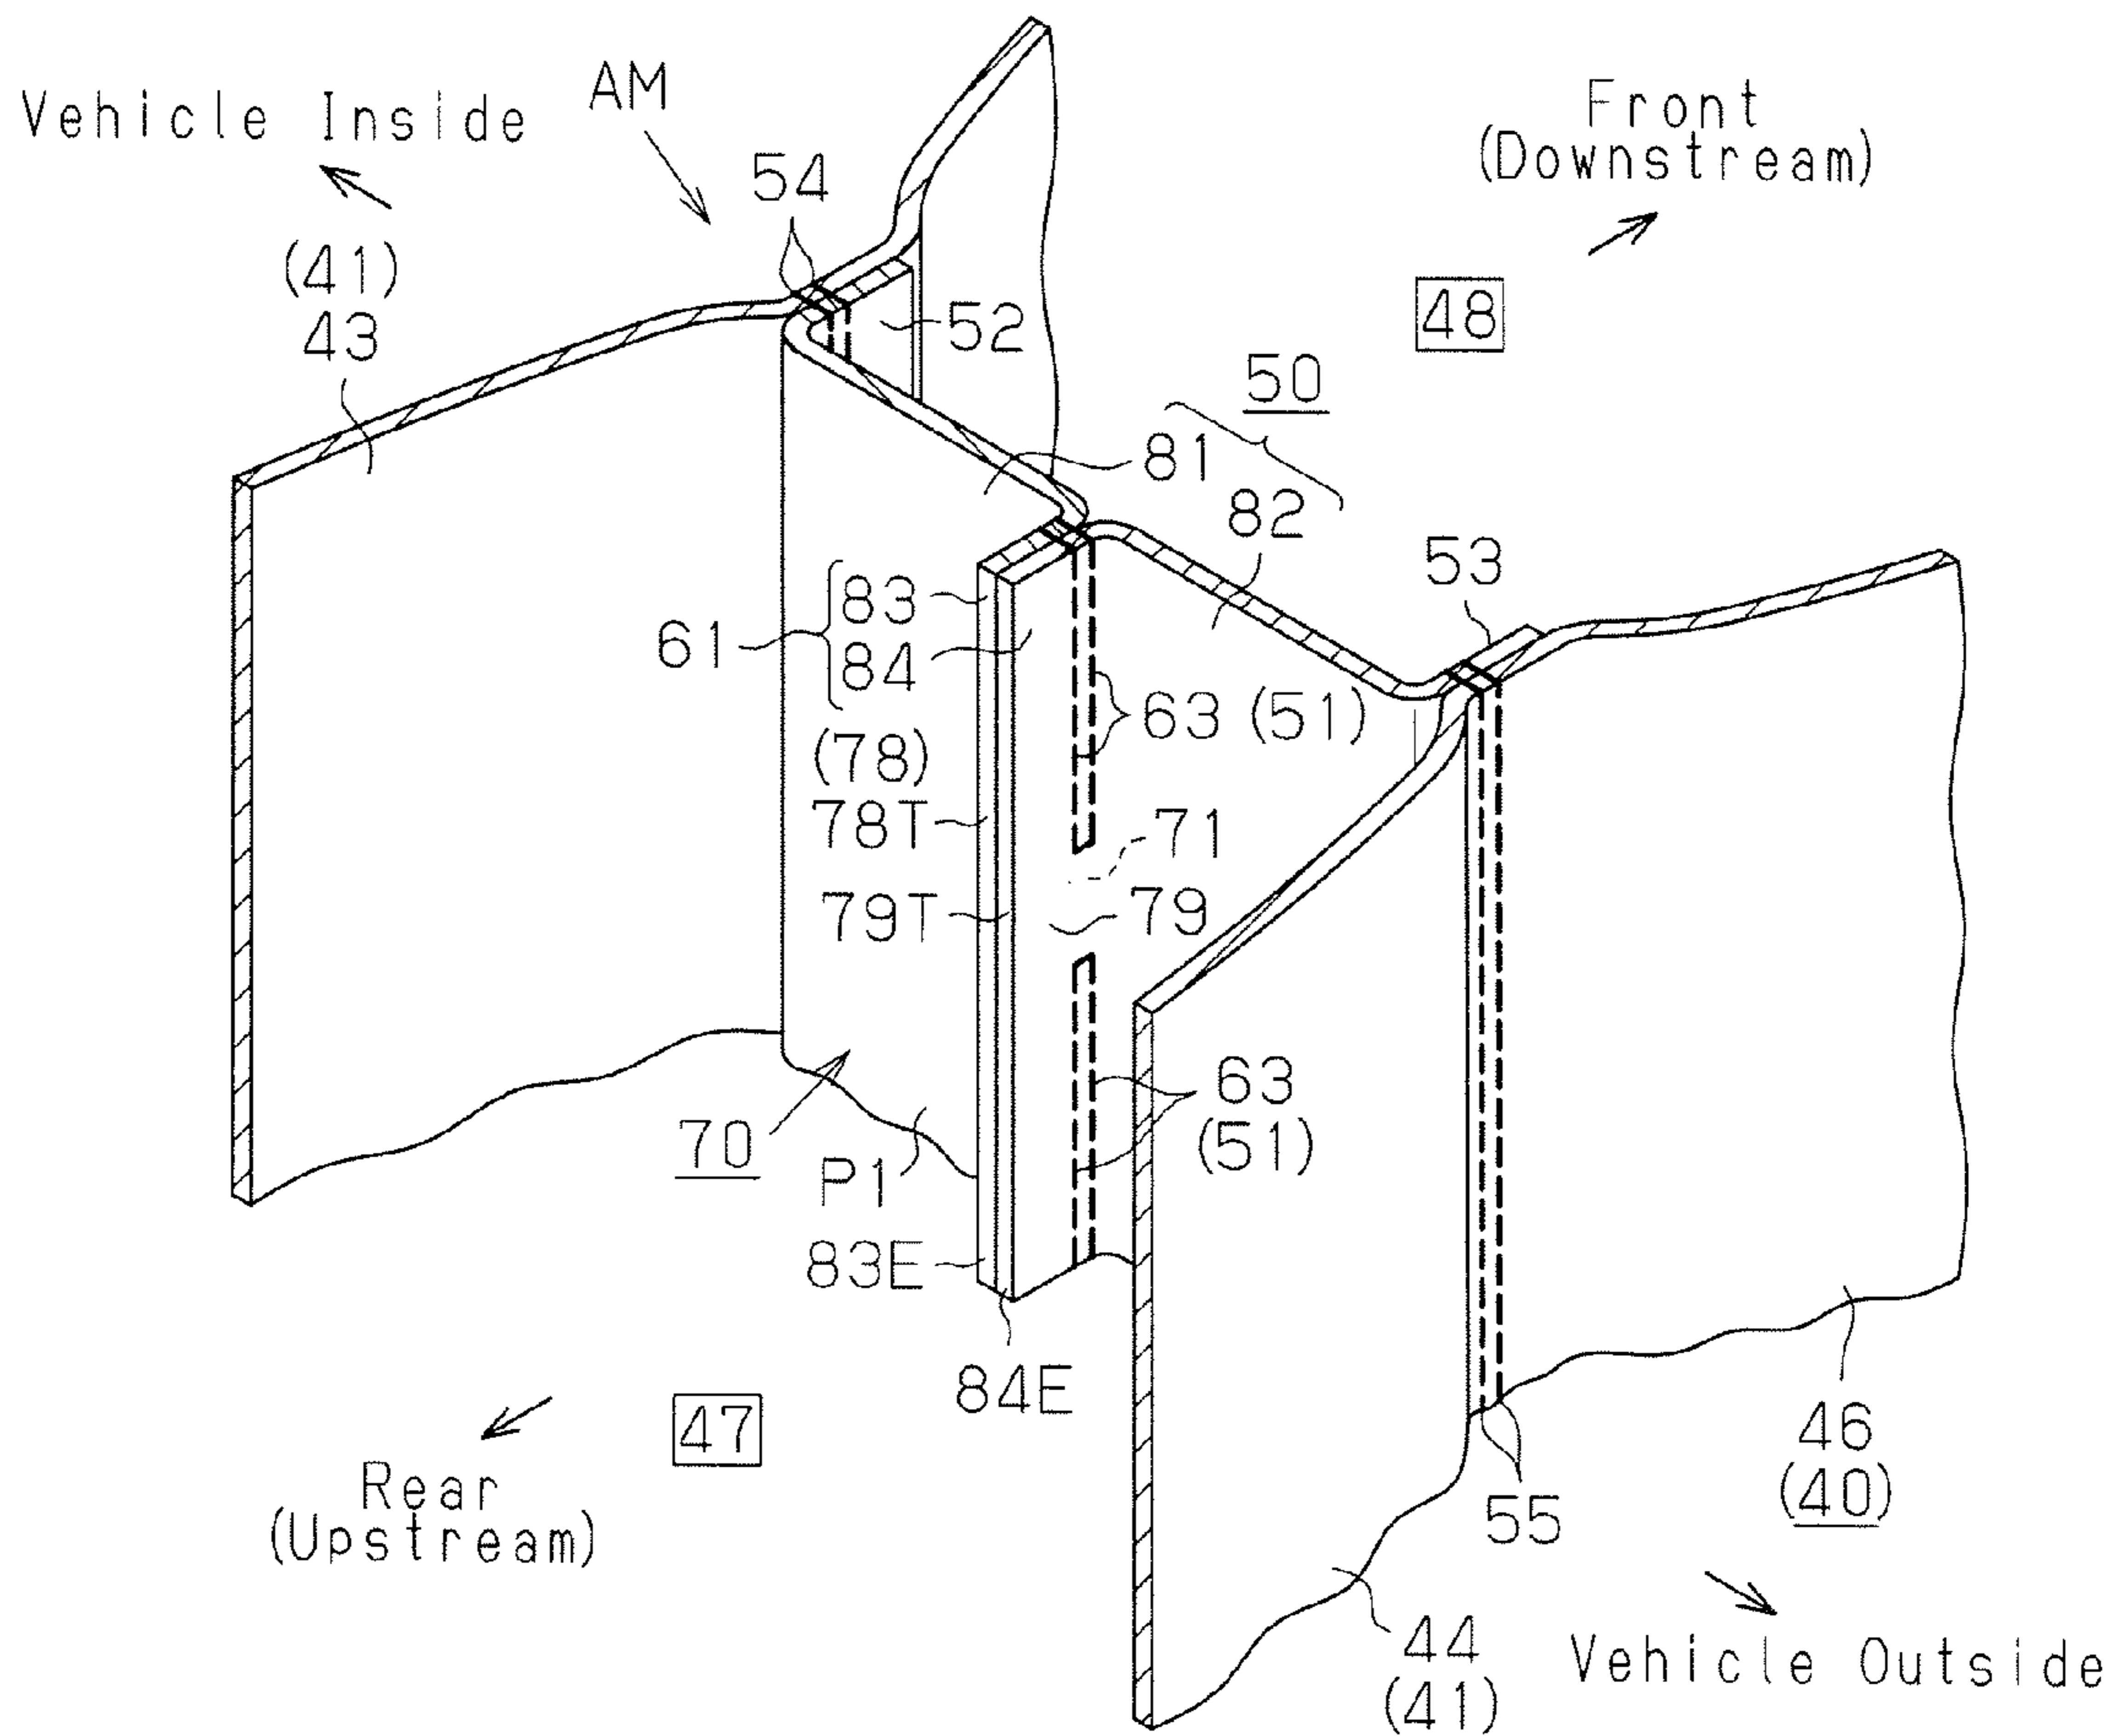 Vehicle Inside
AM
Front
(Downstream)
54
(41)
43
52
48
50
81
82
53
83
61
84
63 (51)
(78)
78T
71
79T
79
63
(51)
70
P1
83E
84E
47
Rear
(Upstream)
46
(40)
55
44
(41)
Vehicle Outside